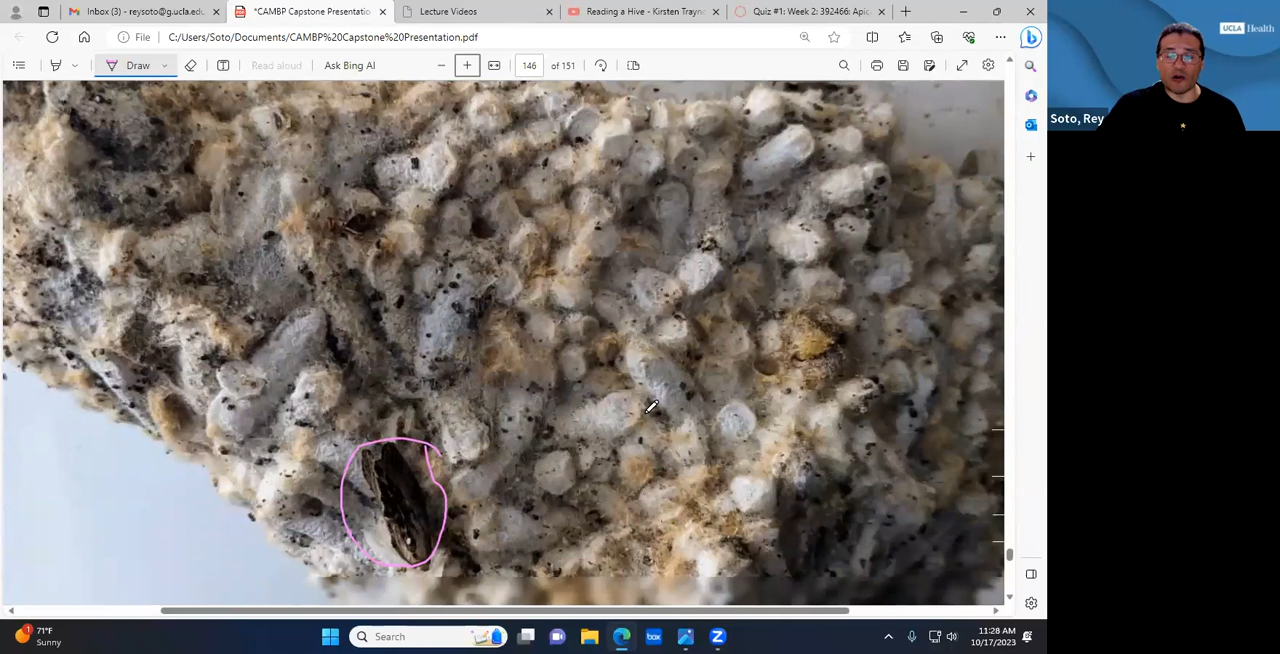 Inbox (3) - reysoto@g.ucla.edu
*CAMBP Capstone Presentatio
Lecture Videos
Reading a Hive - Kirsten Trayn
Quiz #1: Week 2: 392466: Apic
File
C:/Users/Soto/Documents/CAMBP%20Capstone%20Presentation.pdf
Draw
Read aloud
Ask Bing AI
146 of 151
UCLA Health
Soto, Rey
1
71°F
Sunny
Search
box
11:28 AM
10/17/2023